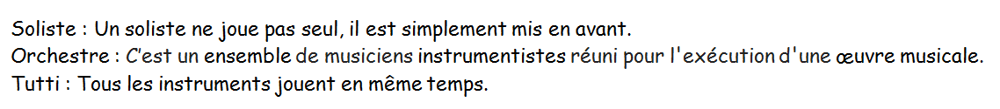 Soliste : Un soliste ne joue pas seul, il est simplement mis en avant.
Orchestre : C'est un ensemble de musiciens instrumentistes réuni pour l'exécution d'une œuvre musicale.
Tutti : Tous les instruments jouent en même temps.